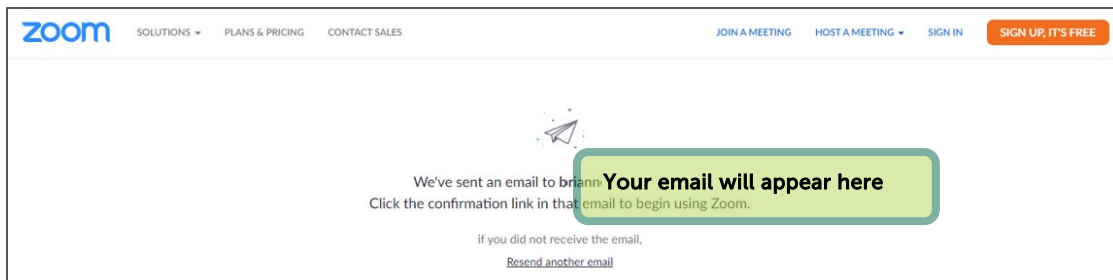 zoom SOLUTIONS PLANS & PRICING CONTACT SALES JOIN A MEETING HOST A MEETING SIGN IN SIGN UP, IT'S FREE
We've sent an email to Your email will appear here
Click the confirmation link in that email to begin using Zoom.
if you did not receive the email,
Resend another email